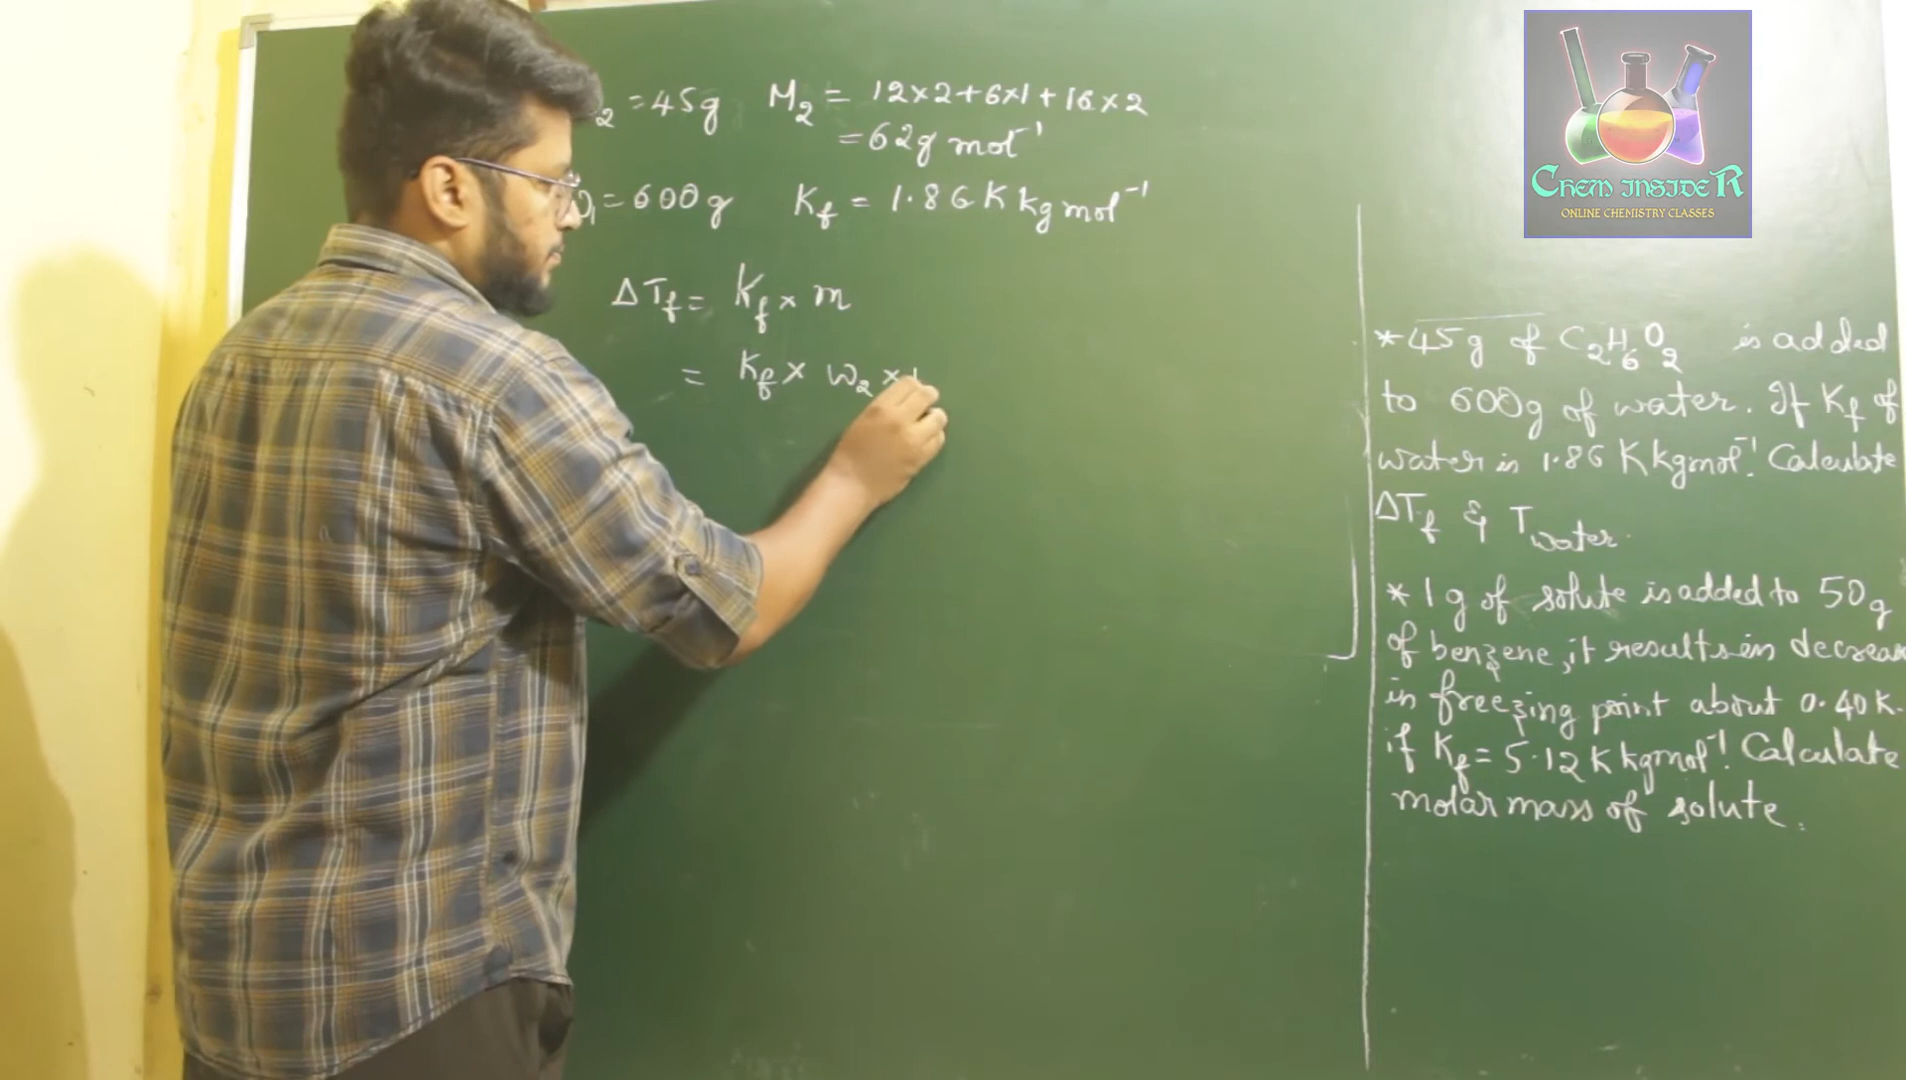 ₂ = 45g M₂ = 12×2+6×1+16×2
= 62g mol⁻¹
₁ = 600g K_f = 1.86 K kg mol⁻¹
ΔT_f = K_f × m
= K_f × w₂ ×
CHEM INSIDER
ONLINE CHEMISTRY CLASSES
* 45g of C₂H₆O₂ is added
to 600g of water. If K_f of
water is 1.86 K kg mol⁻¹. Calculate
ΔT_f & T_water.
* 1g of solute is added to 50g
of benzene, it results in decreas
in freezing point about 0.40K.
if K_f = 5.12 K kg mol⁻¹. Calculate
molar mass of solute.